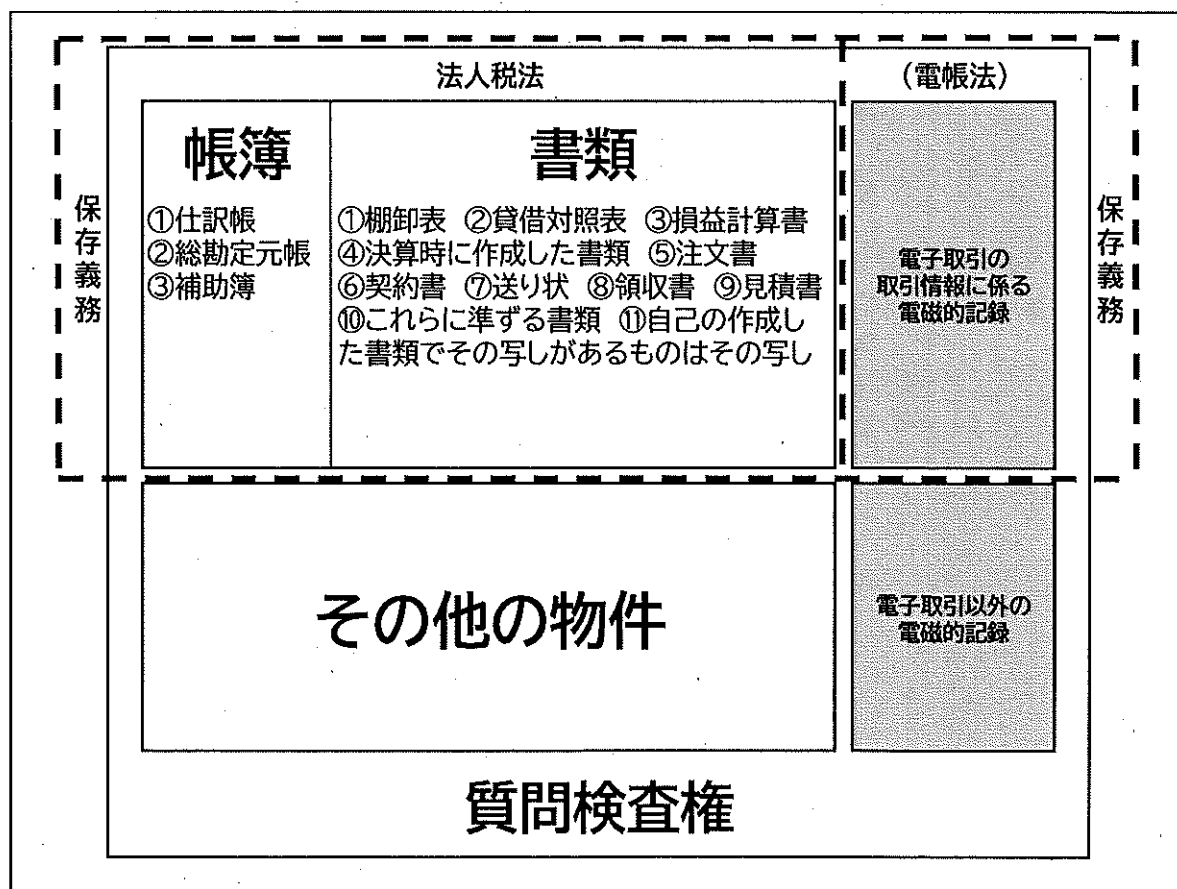 法人税法
(電帳法)
保存義務
帳簿
①仕訳帳
②総勘定元帳
③補助簿
書類
①棚卸表 ②貸借対照表 ③損益計算書
④決算時に作成した書類 ⑤注文書
⑥契約書 ⑦送り状 ⑧領収書 ⑨見積書
⑩これらに準ずる書類 ⑪自己の作成し
た書類でその写しがあるものはその写し
電子取引の
取引情報に係る
電磁的記録
保存義務
その他の物件
電子取引以外の
電磁的記録
質問検査権